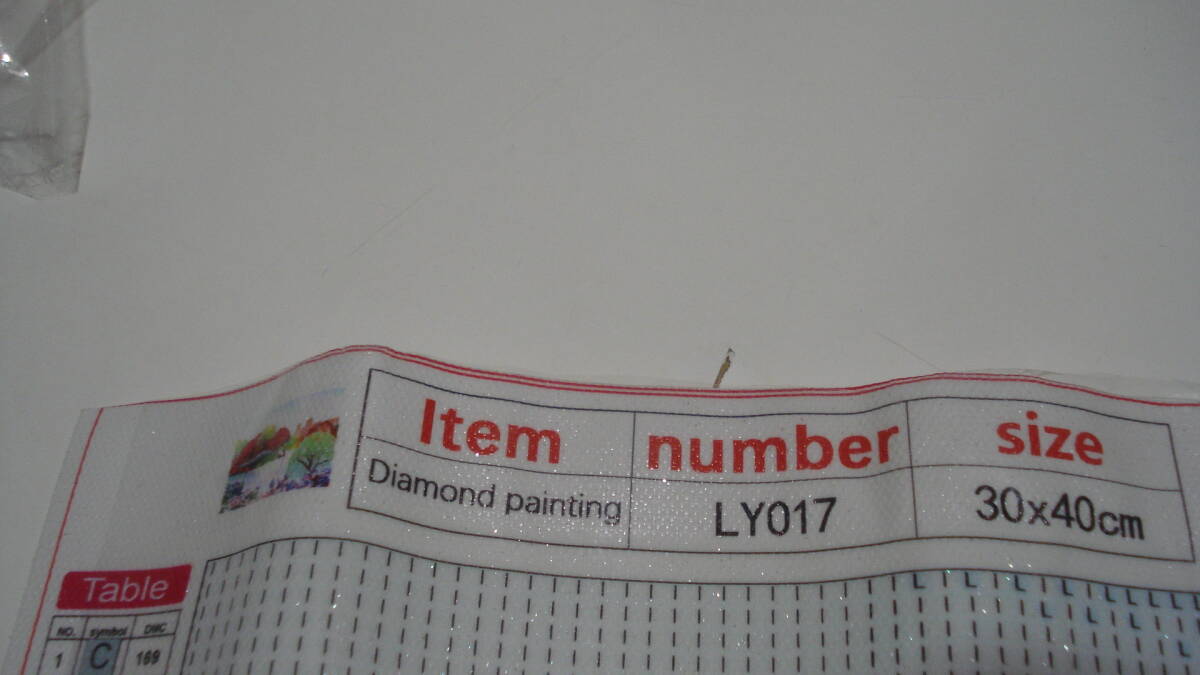 Item number size
Diamond painting LY017 30x40cm
Table
NO. symbol DMC
1 C 169
I I I I I I I I I I I I I I I I I I I I I I I I I I I I L I L I L I L I L L L L